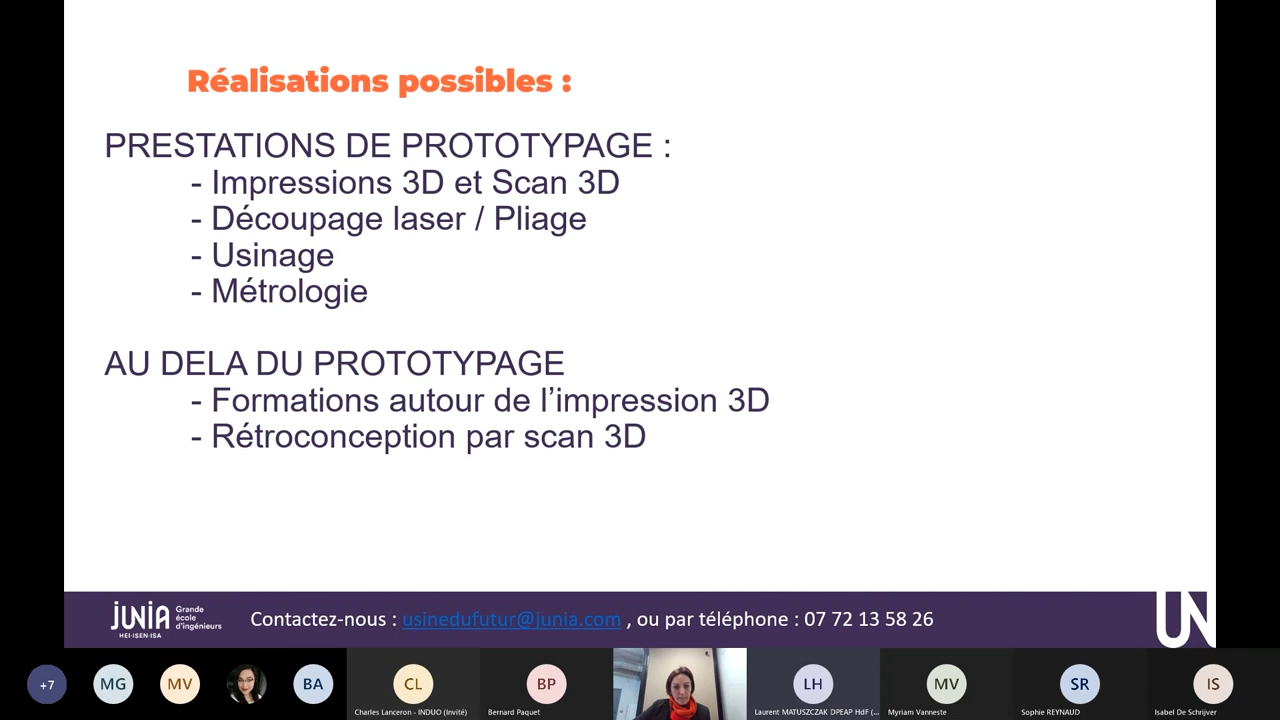 Réalisations possibles :
PRESTATIONS DE PROTOTYPAGE :
- Impressions 3D et Scan 3D
- Découpage laser / Pliage
- Usinage
- Métrologie
AU DELA DU PROTOTYPAGE
- Formations autour de l’impression 3D
- Rétroconception par scan 3D
JUNIA
HEI·ISEN·ISA
Grande
école
d'ingénieurs
Contactez-nous : usinedufutur@junia.com , ou par téléphone : 07 72 13 58 26
UN
+7
MG
MV
BA
CL
Charles Lanceron - INDUO (Invité)
BP
Bernard Paquet
LH
Laurent MATUSZCZAK DPEAP HdF (...
MV
Myriam Vanneste
SR
Sophie REYNAUD
IS
Isabel De Schrijver